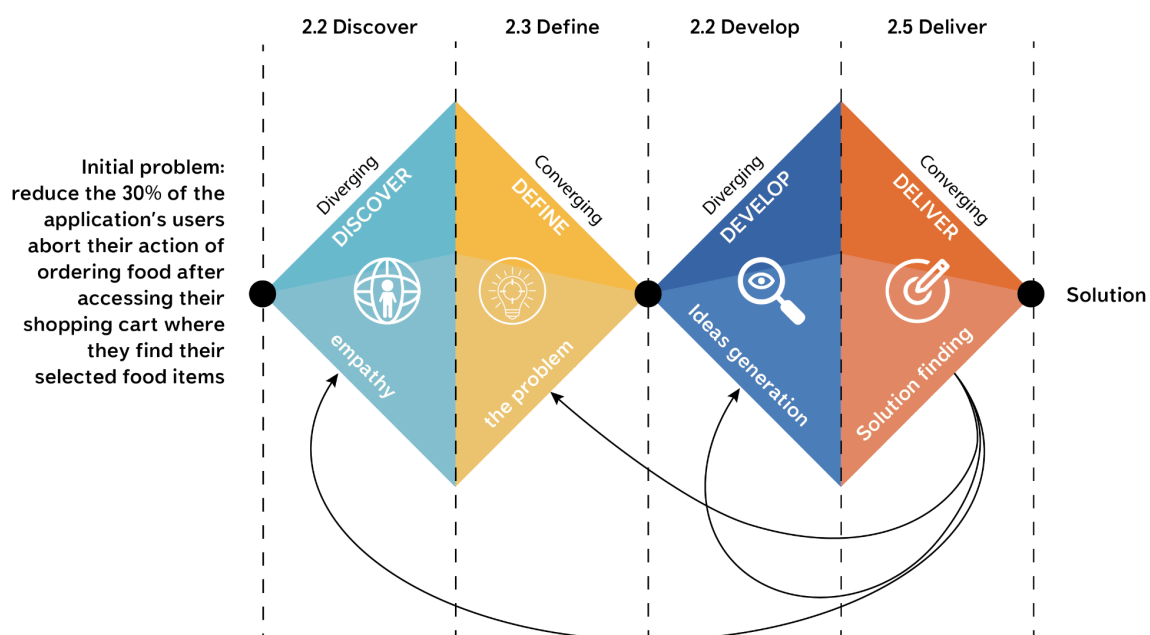 2.2 Discover
2.3 Define
2.2 Develop
2.5 Deliver
Initial problem:
reduce the 30% of the
application's users
abort their action of
ordering food after
accessing their
shopping cart where
they find their
selected food items
Diverging
DISCOVER
empathy
Converging
DEFINE
the problem
Diverging
DEVELOP
Ideas generation
Converging
DELIVER
Solution finding
Solution